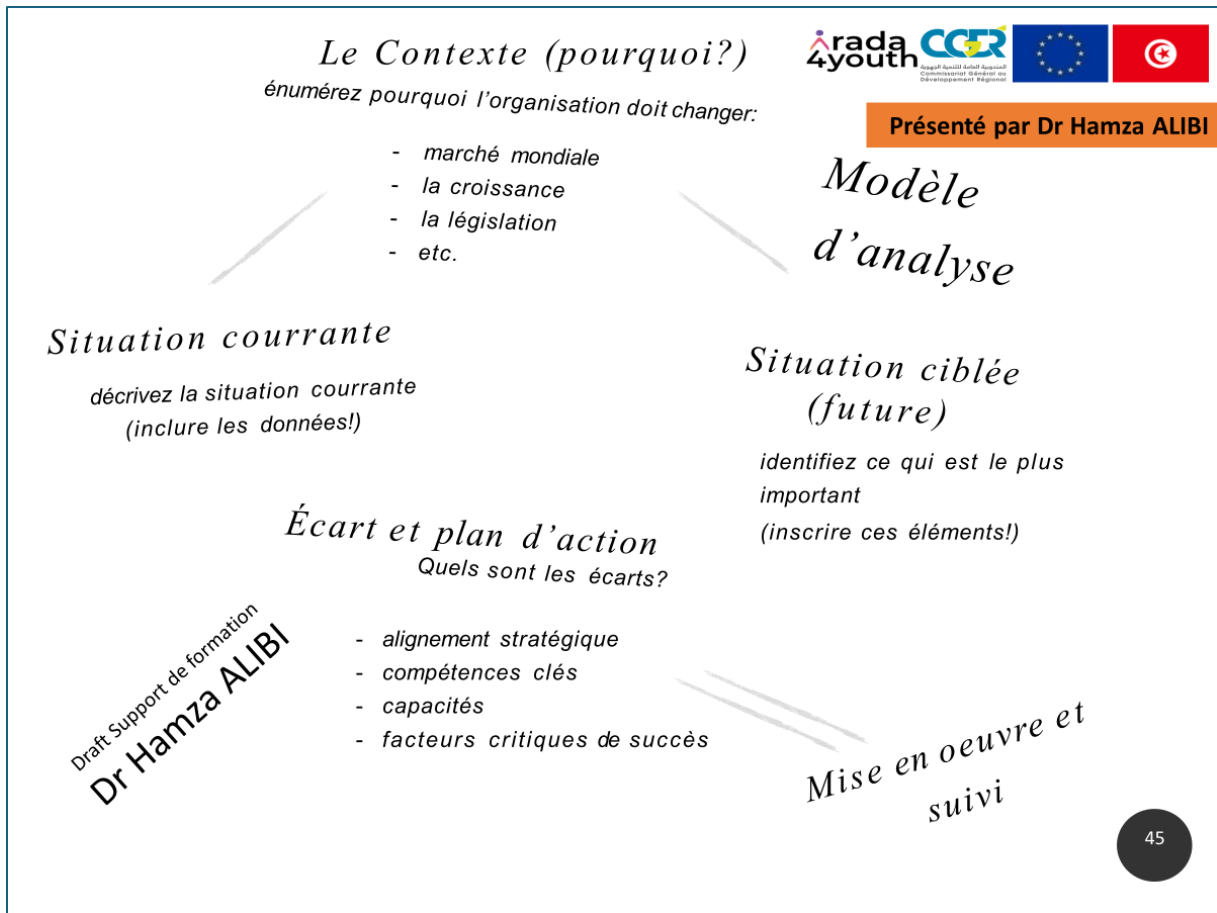 Le Contexte (pourquoi?)
énumérez pourquoi l'organisation doit changer:
- marché mondiale
- la croissance
- la législation
- etc.
rada
4youth
CGDR
المندوبية العامة للتنمية الجهوية
Commissariat Général au
Développement Régional
Présenté par Dr Hamza ALIBI
Modèle
d'analyse
Situation courrante
décrivez la situation courrante
(inclure les données!)
Situation ciblée
(future)
identifiez ce qui est le plus
important
(inscrire ces éléments!)
Écart et plan d'action
Quels sont les écarts?
- alignement stratégique
- compétences clés
- capacités
- facteurs critiques de succès
Draft Support de formation
Dr Hamza ALIBI
Mise en oeuvre et
suivi
45